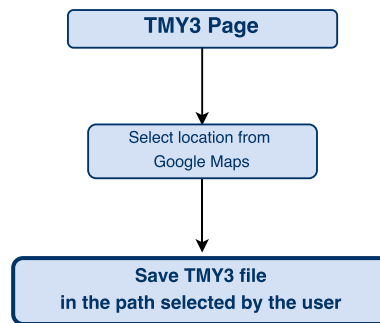 TMY3 Page
Select location from
Google Maps
Save TMY3 file
in the path selected by the user